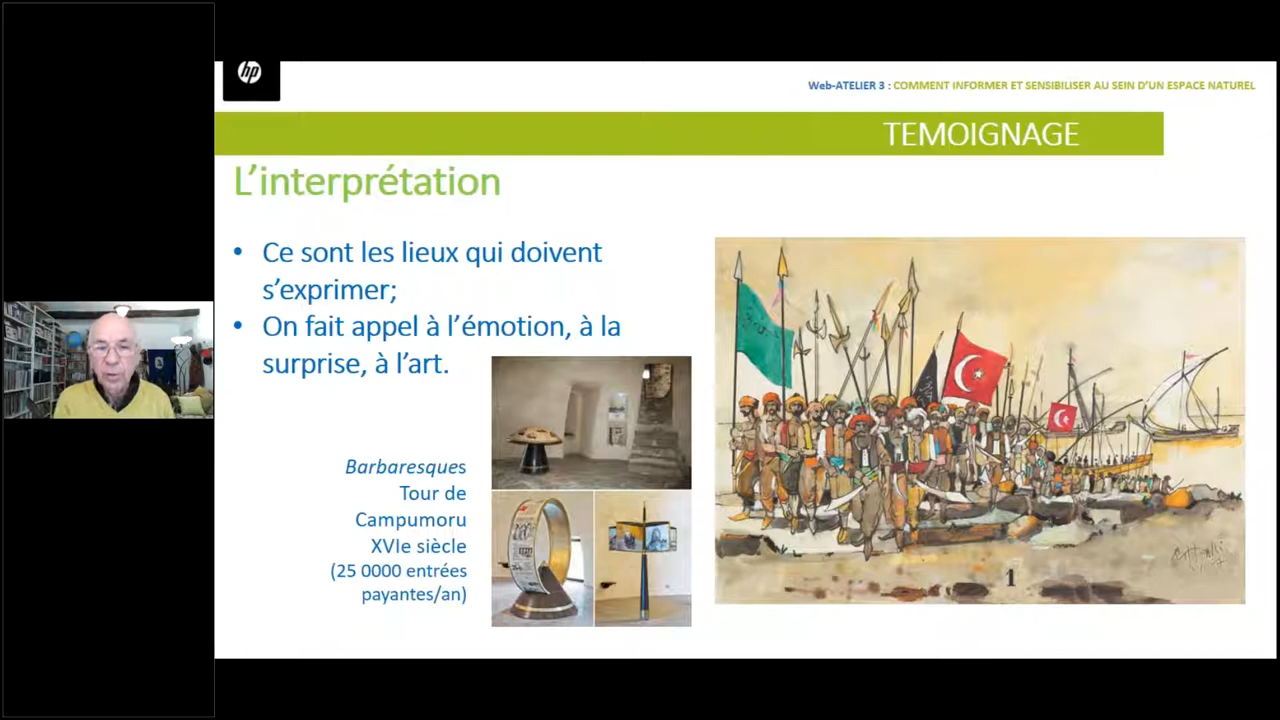 hp
Web-ATELIER 3 : COMMENT INFORMER ET SENSIBILISER AU SEIN D'UN ESPACE NATUREL
TEMOIGNAGE
L'interprétation
• Ce sont les lieux qui doivent
s'exprimer;
• On fait appel à l'émotion, à la
surprise, à l'art.
Barbaresques
Tour de
Campumoru
XVIe siècle
(25 0000 entrées
payantes/an)
1